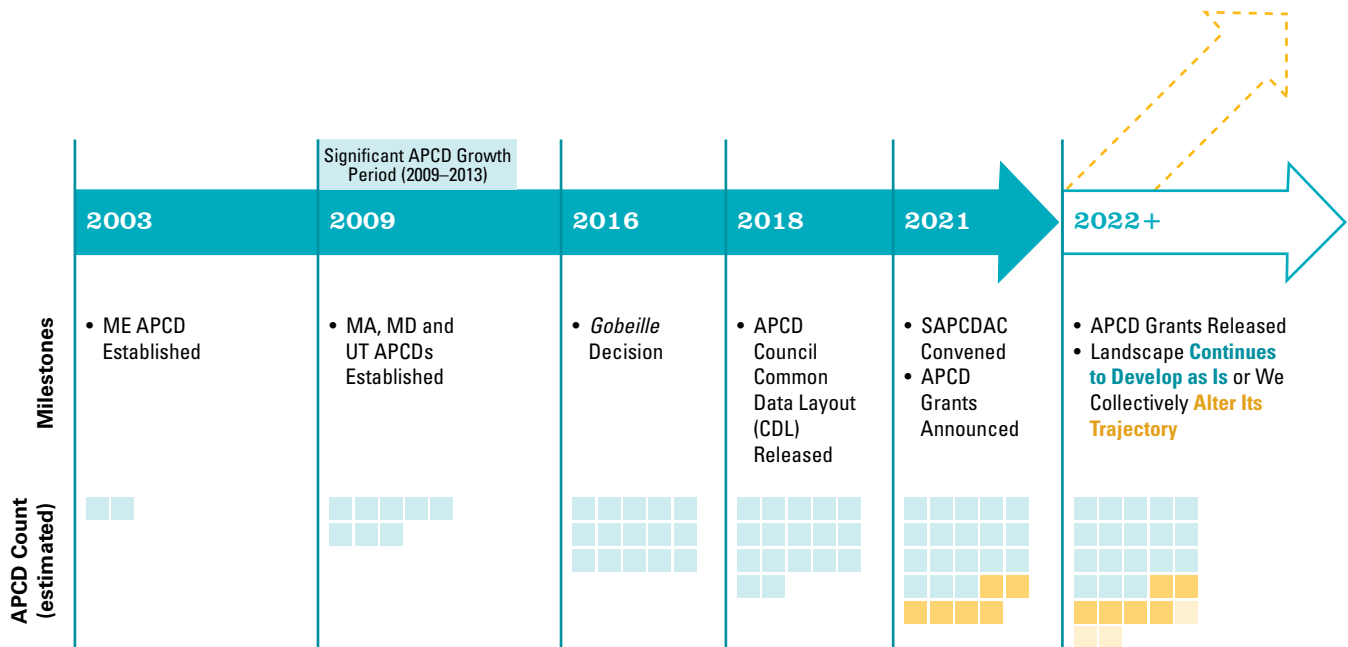 Significant APCD Growth
Period (2009–2013)
2003
2009
2016
2018
2021
2022+
Milestones
• ME APCD
Established
• MA, MD and
UT APCDs
Established
• Gobeille
Decision
• APCD
Council
Common
Data Layout
(CDL)
Released
• SAPCDAC
Convened
• APCD
Grants
Announced
• APCD Grants Released
• Landscape Continues
to Develop as Is or We
Collectively Alter Its
Trajectory
APCD Count
(estimated)